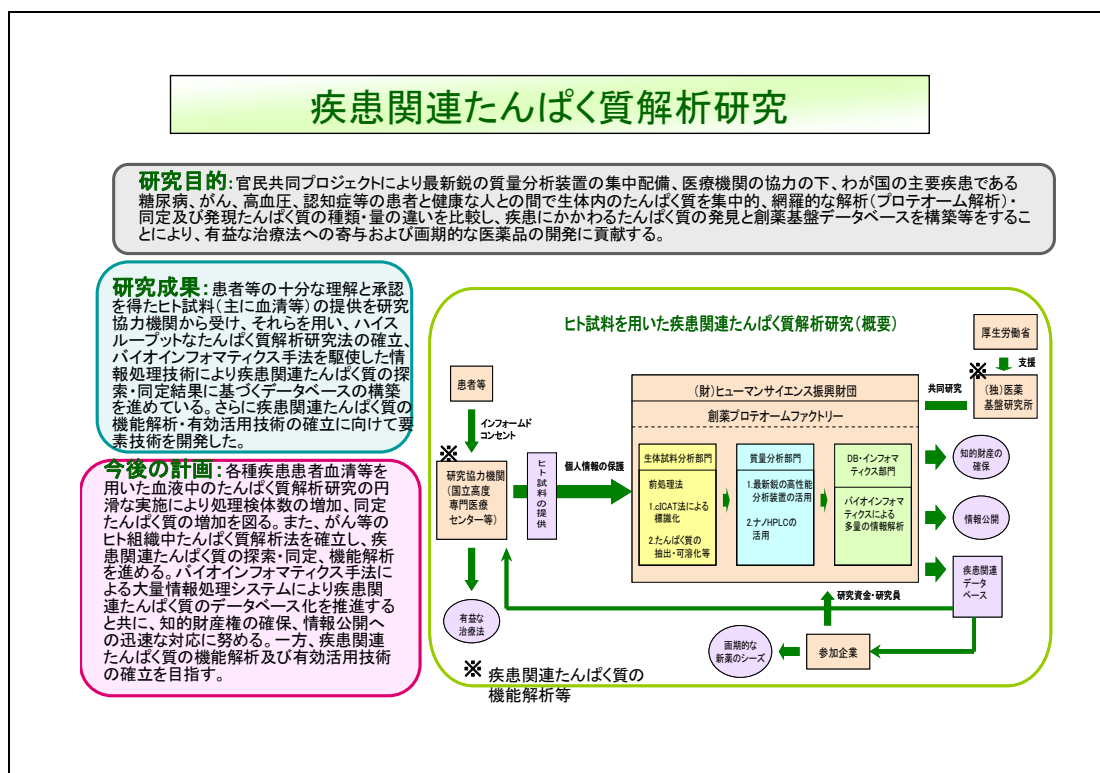 疾患関連たんぱく質解析研究
研究目的：官民共同プロジェクトにより最新鋭の質量分析装置の集中配備、医療機関の協力の下、わが国の主要疾患である
糖尿病、がん、高血圧、認知症等の患者と健康な人との間で生体内のたんぱく質を集中的、網羅的な解析（プロテオーム解析）・
同定及び発現たんぱく質の種類・量の違いを比較し、疾患にかかわるたんぱく質の発見と創薬基盤データベースを構築等をするこ
とにより、有益な治療法への寄与および画期的な医薬品の開発に貢献する。
研究成果：患者等の十分な理解と承認
を得たヒト試料（主に血清等）の提供を研究
協力機関から受け、それらを用い、ハイス
ループットなたんぱく質解析研究法の確立、
バイオインフォマティクス手法を駆使した情
報処理技術により疾患関連たんぱく質の探
索・同定結果に基づくデータベースの構築
を進めている。さらに疾患関連たんぱく質の
機能解析・有効活用技術の確立に向けて要
素技術を開発した。
今後の計画：各種疾患患者血清等を
用いた血液中のたんぱく質解析研究の円
滑な実施により処理検体数の増加、同定
たんぱく質の増加を図る。また、がん等の
ヒト組織中たんぱく質解析法を確立し、疾
患関連たんぱく質の探索・同定、機能解析
を進める。バイオインフォマティクス手法に
よる大量情報処理システムにより疾患関
連たんぱく質のデータベース化を推進する
と共に、知的財産権の確保、情報公開へ
の迅速な対応に努める。一方、疾患関連
たんぱく質の機能解析及び有効活用技術
の確立を目指す。
ヒト試料を用いた疾患関連たんぱく質解析研究（概要）
厚生労働省
支援
※
（独）医薬
基盤研究所
共同研究
患者等
インフォームド
コンセント
※
研究協力機関
（国立高度
専門医療
センター等）
ヒト試料の提供
個人情報の保護
（財）ヒューマンサイエンス振興財団
創薬プロテオームファクトリー
生体試料分析部門
前処理法
1.cICAT法による
標識化
2.たんぱく質の
抽出・可溶化等
質量分析部門
1.最新鋭の高性能
分析装置の活用
2.ナノHPLCの
活用
DB・インフォマ
ティクス部門
バイオインフォマ
ティクスによる
多量の情報解析
知的財産の
確保
情報公開
疾患関連
データ
ベース
研究資金・研究員
有益な
治療法
画期的な
新薬のシーズ
参加企業
※ 疾患関連たんぱく質の
機能解析等